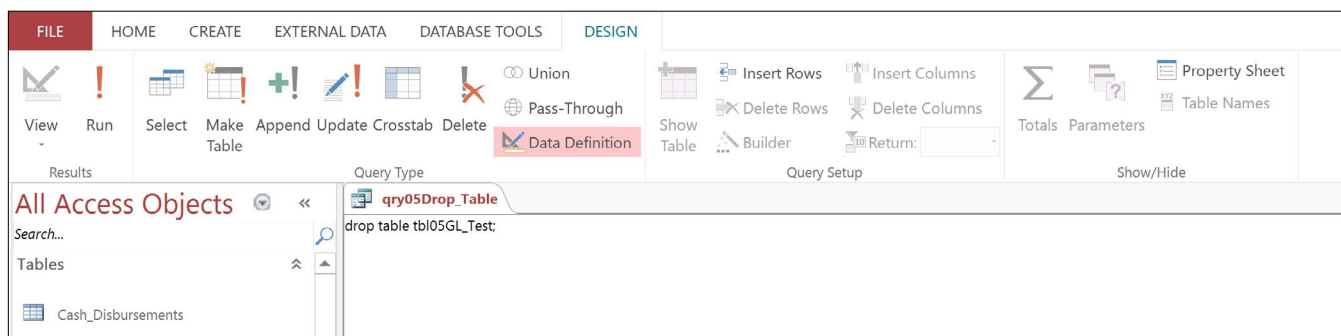 FILE HOME CREATE EXTERNAL DATA DATABASE TOOLS DESIGN
View
Run
Results
Select
Make
Table
Append
Update
Crosstab
Delete
Union
Pass-Through
Data Definition
Query Type
Show
Table
Insert Rows
Delete Rows
Builder
Insert Columns
Delete Columns
Return:
Query Setup
Totals
Parameters
Property Sheet
Table Names
Show/Hide
All Access Objects
Search...
Tables
Cash_Disbursements
qry05Drop_Table
drop table tbl05GL_Test;